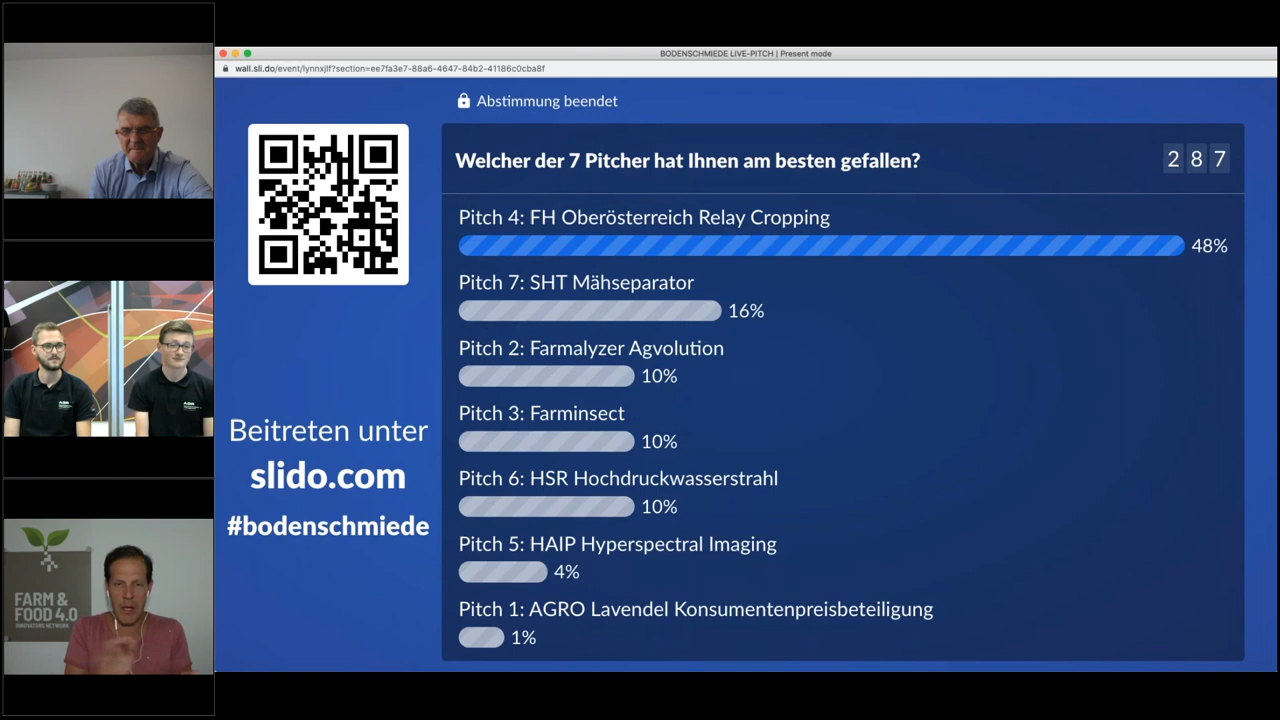 BODENSCHMIEDE LIVE-PITCH | Present mode
wall.sli.do/event/lynnxjlf?section=ee7fa3e7-88a6-4647-84b2-41186c0cba8f
Abstimmung beendet
Welcher der 7 Pitcher hat Ihnen am besten gefallen?
287
Pitch 4: FH Oberösterreich Relay Cropping
48%
Pitch 7: SHT Mähseparator
16%
Pitch 2: Farmalyzer Agvolution
10%
Pitch 3: Farminsect
10%
Pitch 6: HSR Hochdruckwasserstrahl
10%
Pitch 5: HAIP Hyperspectral Imaging
4%
Pitch 1: AGRO Lavendel Konsumentenpreisbeteiligung
1%
Beitreten unter
slido.com
#bodenschmiede
FARM &
FOOD 4.0